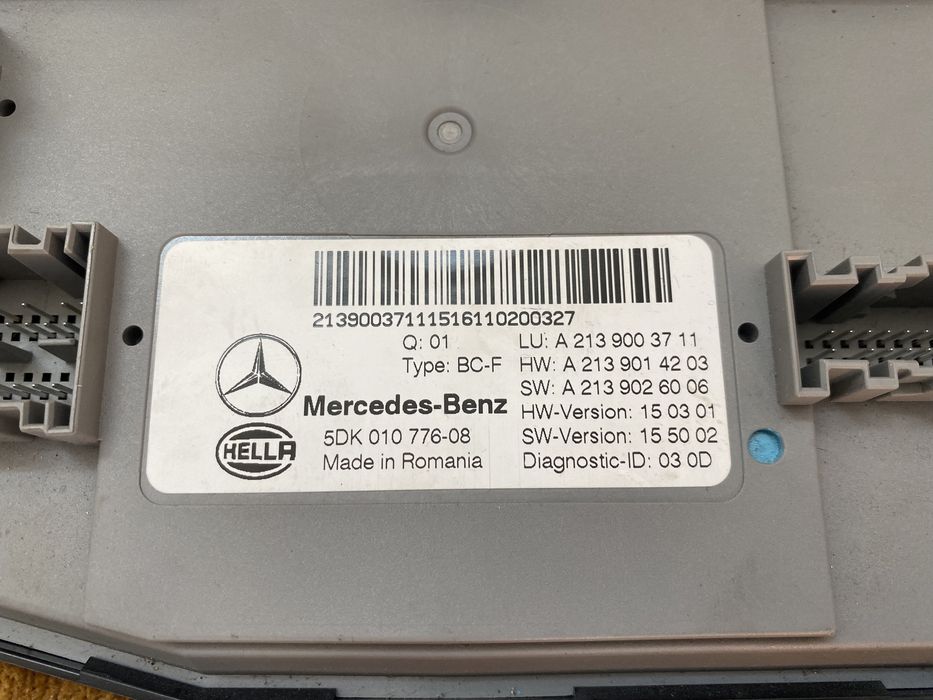 21390037111516110200327
Q: 01 LU: A 213 900 37 11
Type: BC-F HW: A 213 901 42 03
SW: A 213 902 60 06
Mercedes-Benz HW-Version: 15 03 01
HELLA 5DK 010 776-08 SW-Version: 15 50 02
Made in Romania Diagnostic-ID: 03 0D